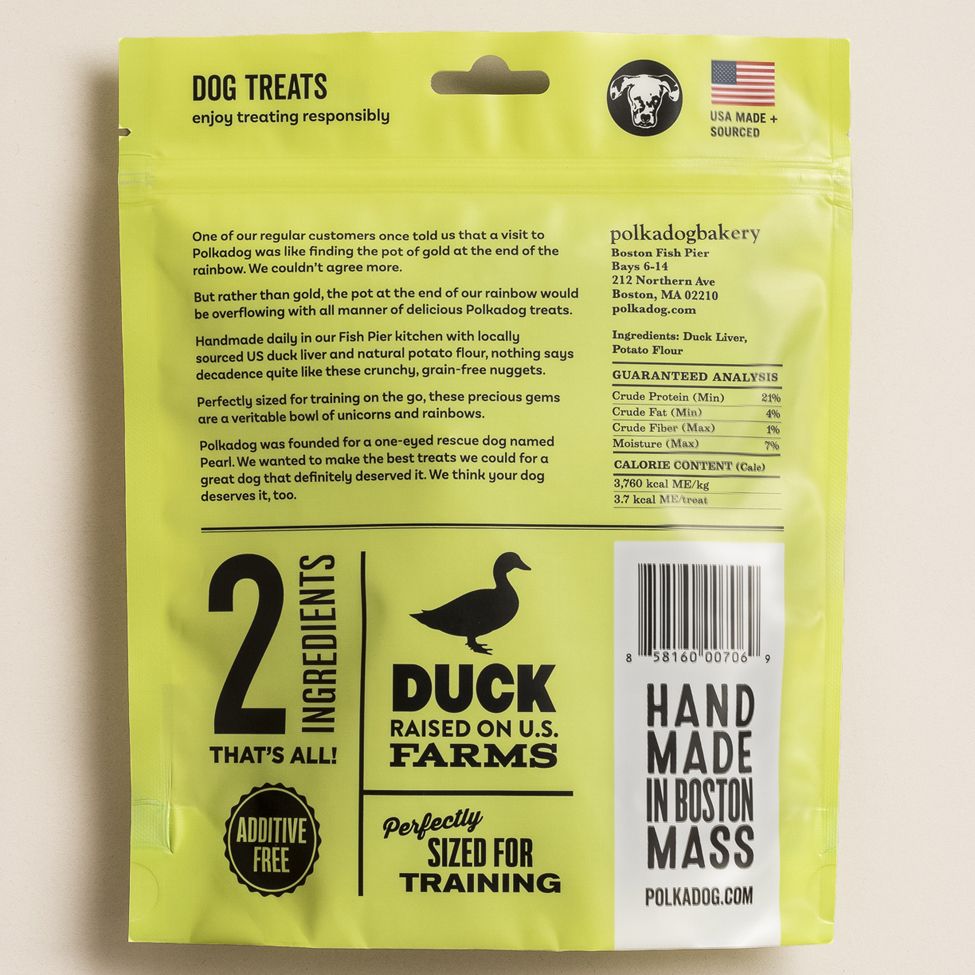 DOG TREATS
enjoy treating responsibly
USA MADE +
SOURCED
One of our regular customers once told us that a visit to
Polkadog was like finding the pot of gold at the end of the
rainbow. We couldn't agree more.
But rather than gold, the pot at the end of our rainbow would
be overflowing with all manner of delicious Polkadog treats.
Handmade daily in our Fish Pier kitchen with locally
sourced US duck liver and natural potato flour, nothing says
decadence quite like these crunchy, grain-free nuggets.
Perfectly sized for training on the go, these precious gems
are a veritable bowl of unicorns and rainbows.
Polkadog was founded for a one-eyed rescue dog named
Pearl. We wanted to make the best treats we could for a
great dog that definitely deserved it. We think your dog
deserves it, too.
polkadogbakery
Boston Fish Pier
Bays 6-14
212 Northern Ave
Boston, MA 02210
polkadog.com
Ingredients: Duck Liver,
Potato Flour
GUARANTEED ANALYSIS
Crude Protein (Min) 21%
Crude Fat (Min) 4%
Crude Fiber (Max) 1%
Moisture (Max) 7%
CALORIE CONTENT (Calc)
3,760 kcal ME/kg
3.7 kcal ME/treat
2
INGREDIENTS
THAT'S ALL!
ADDITIVE
FREE
DUCK
RAISED ON U.S.
FARMS
Perfectly
SIZED FOR
TRAINING
8 58160 00706 9
HAND
MADE
IN BOSTON
MASS
POLKADOG.COM